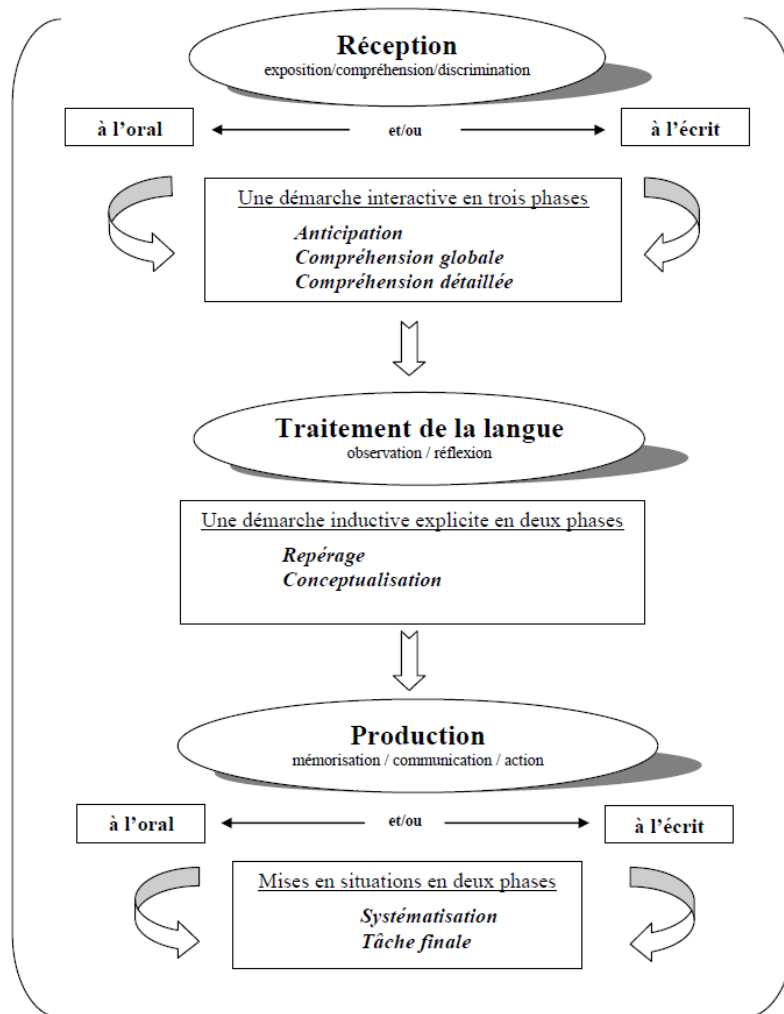 Réception
exposition/compréhension/discrimination
à l'oral
et/ou
à l'écrit
Une démarche interactive en trois phases
Anticipation
Compréhension globale
Compréhension détaillée
Traitement de la langue
observation / réflexion
Une démarche inductive explicite en deux phases
Repérage
Conceptualisation
Production
mémorisation / communication / action
à l'oral
et/ou
à l'écrit
Mises en situations en deux phases
Systématisation
Tâche finale